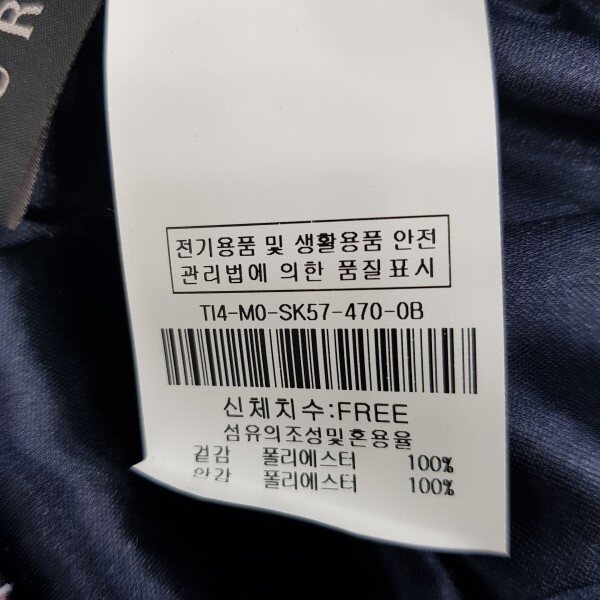 OR
전기용품 및 생활용품 안전
관리법에 의한 품질표시
TI4-M0-SK57-470-0B
신체치수:FREE
섬유의조성및혼용율
겉감 폴리에스터 100%
안감 폴리에스터 100%